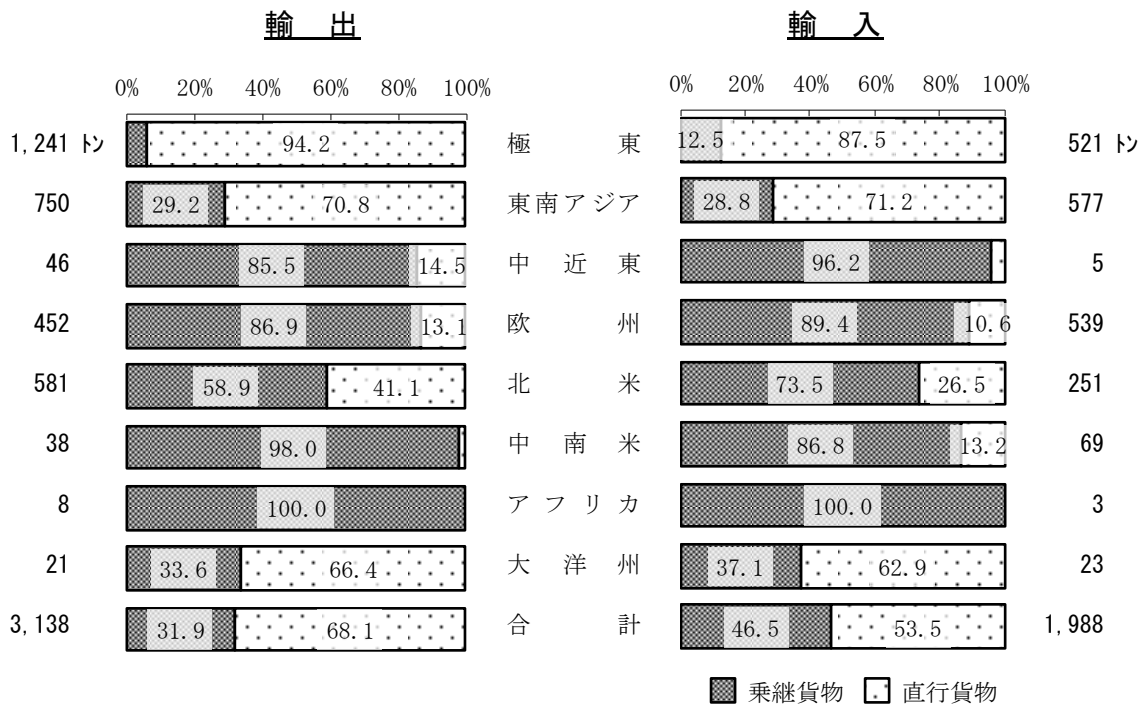 輸 出 輸 入
0% 20% 40% 60% 80% 100% 0% 20% 40% 60% 80% 100%
1,241 トン 94.2 極東 12.5 87.5 521 トン
750 29.2 70.8 東南アジア 28.8 71.2 577
46 85.5 14.5 中近東 96.2 5
452 86.9 13.1 欧州 89.4 10.6 539
581 58.9 41.1 北米 73.5 26.5 251
38 98.0 中南米 86.8 13.2 69
8 100.0 アフリカ 100.0 3
21 33.6 66.4 大洋州 37.1 62.9 23
3,138 31.9 68.1 合計 46.5 53.5 1,988
乗継貨物 直行貨物